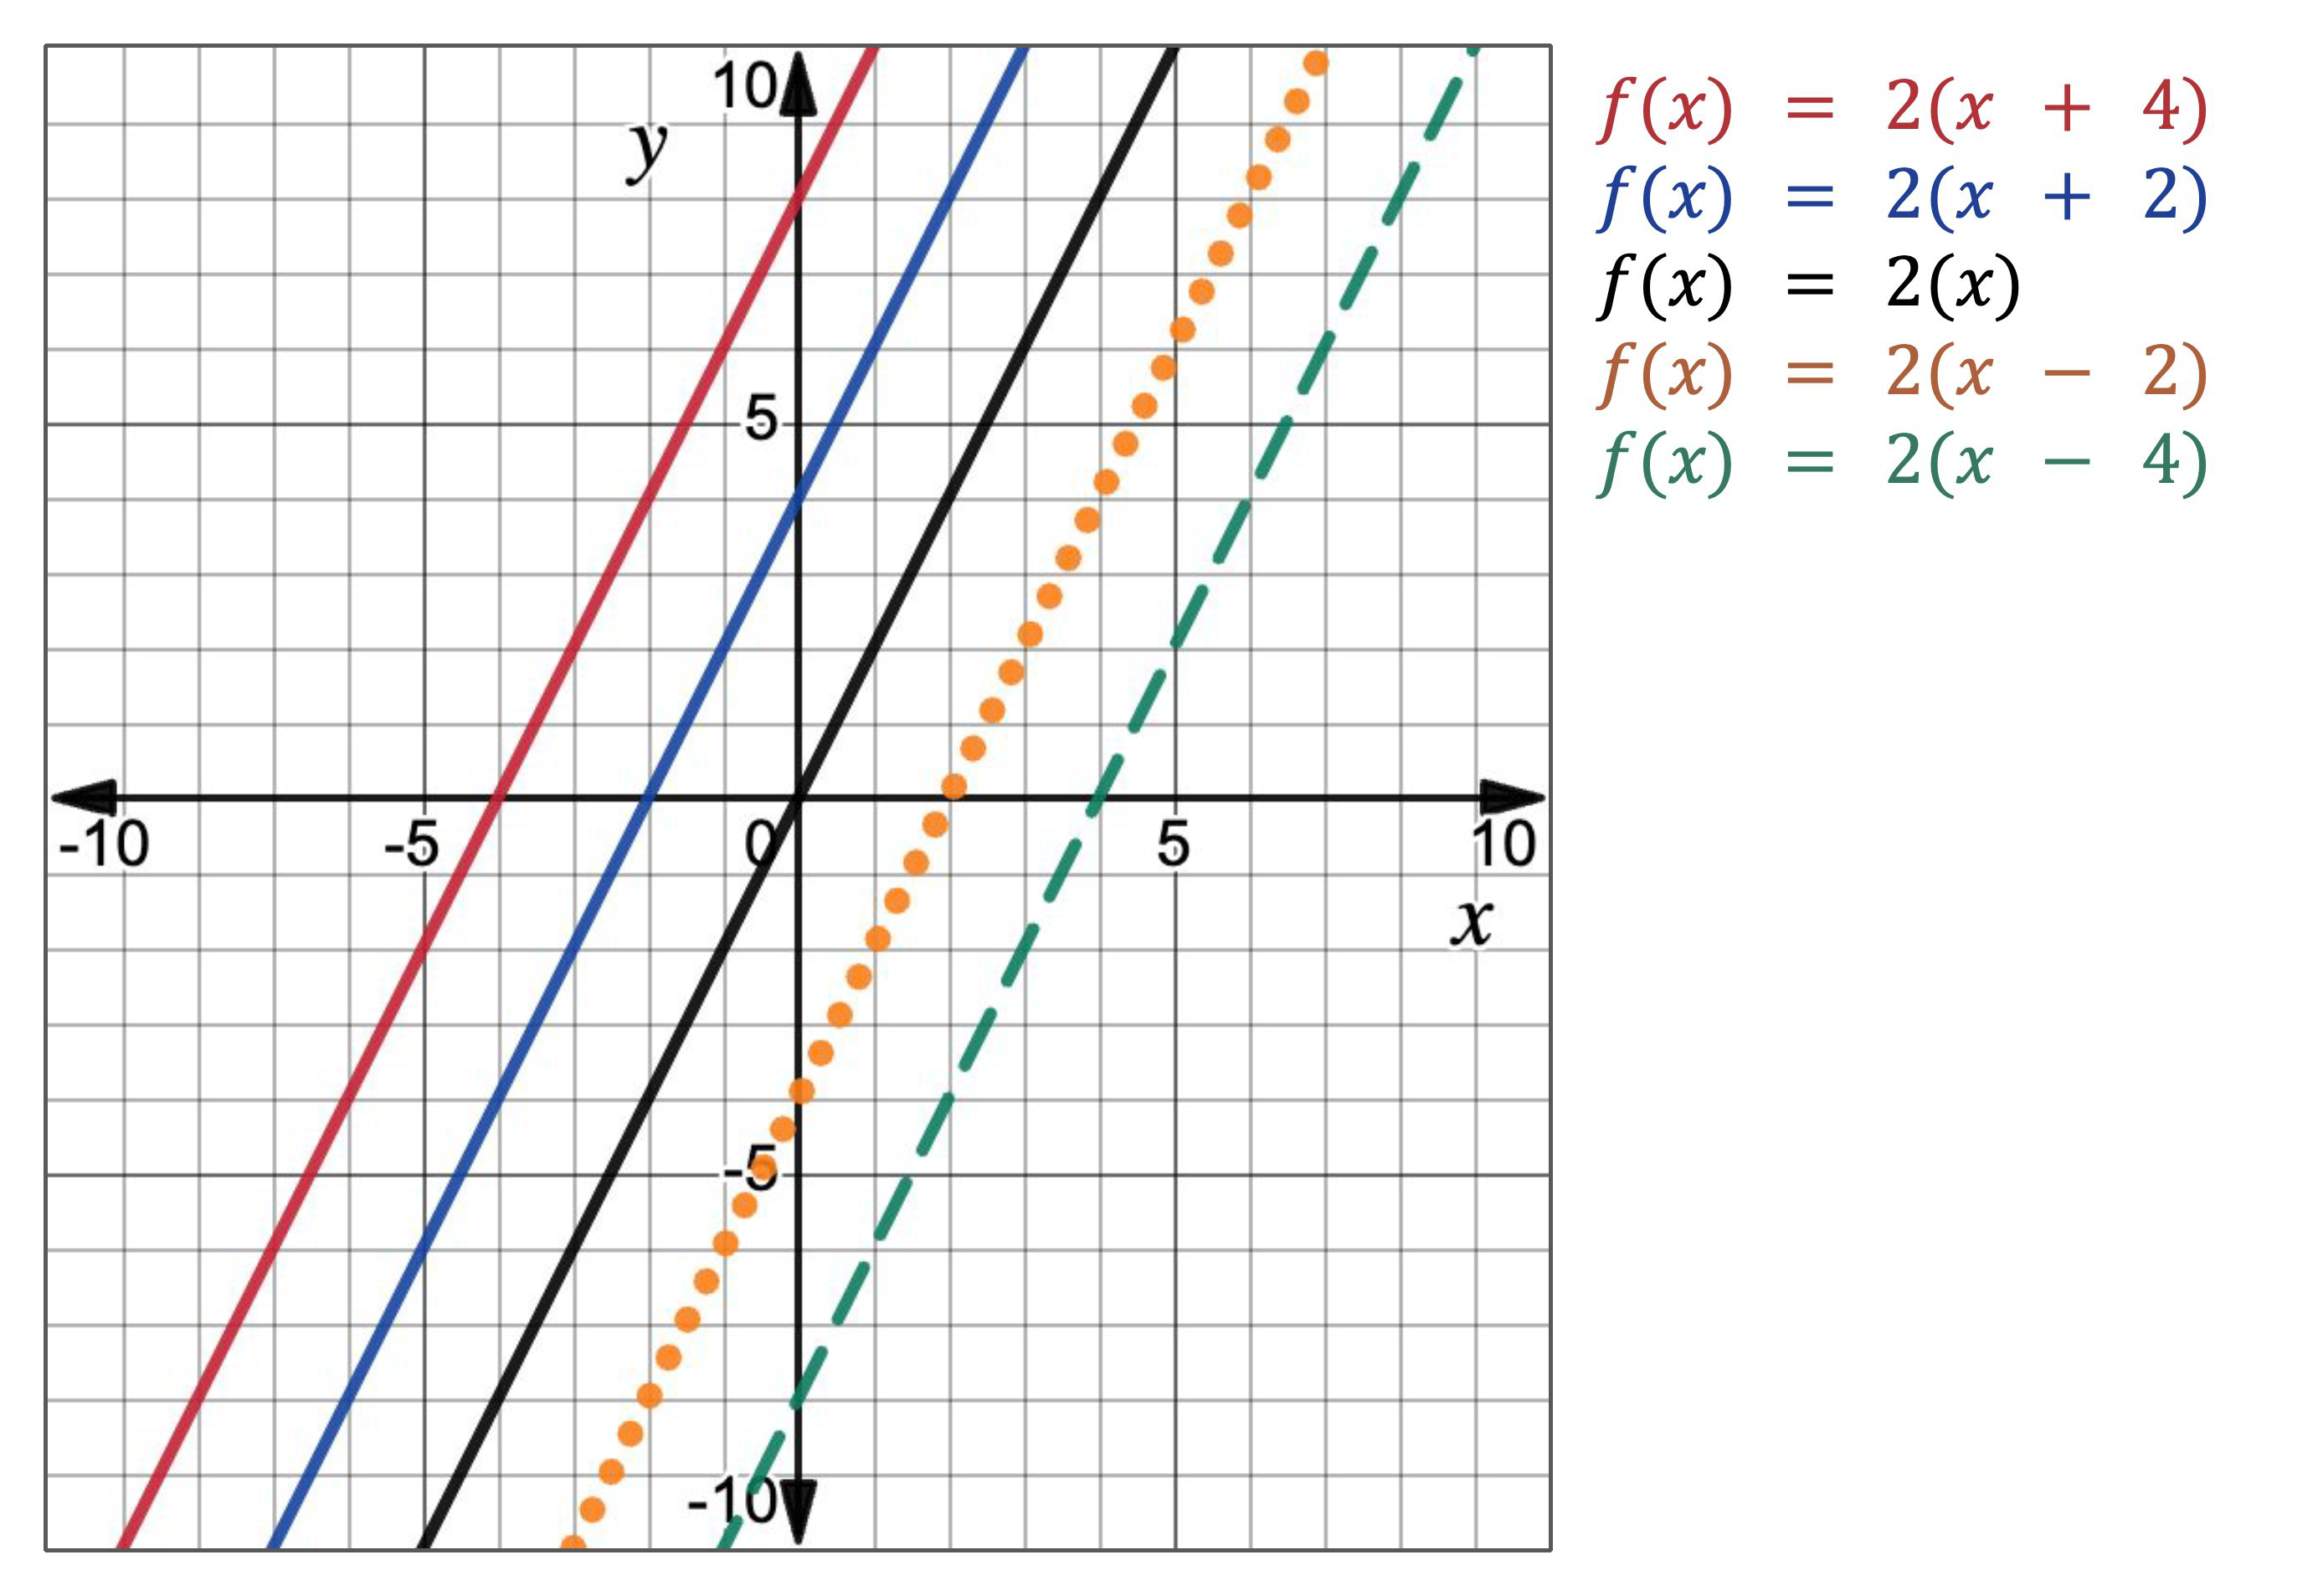 10
y
5
-10 -5 0 5 10
x
-5
-10
f(x) = 2(x + 4)
f(x) = 2(x + 2)
f(x) = 2(x)
f(x) = 2(x − 2)
f(x) = 2(x − 4)